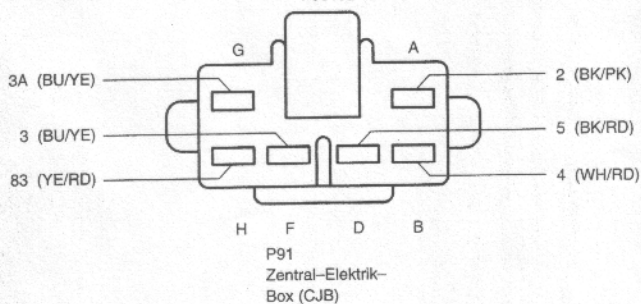 G
A
3A (BU/YE)
2 (BK/PK)
3 (BU/YE)
5 (BK/RD)
83 (YE/RD)
4 (WH/RD)
H F D B
P91
Zentral–Elektrik–
Box (CJB)